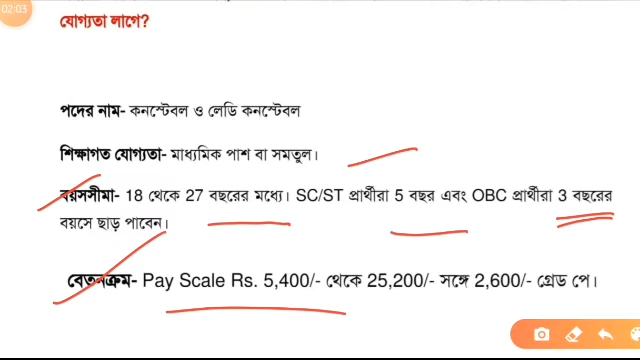 02:03
যোগ্যতা লাগে?
পদের নাম- কনস্টেবল ও লেডি কনস্টেবল
শিক্ষাগত যোগ্যতা- মাধ্যমিক পাশ বা সমতুল।
বয়সসীমা- 18 থেকে 27 বছরের মধ্যে। SC/ST প্রার্থীরা 5 বছর এবং OBC প্রার্থীরা 3 বছরের
বয়সে ছাড় পাবেন।
বেতনক্রম- Pay Scale Rs. 5,400/- থেকে 25,200/- সঙ্গে 2,600/- গ্রেড পে।